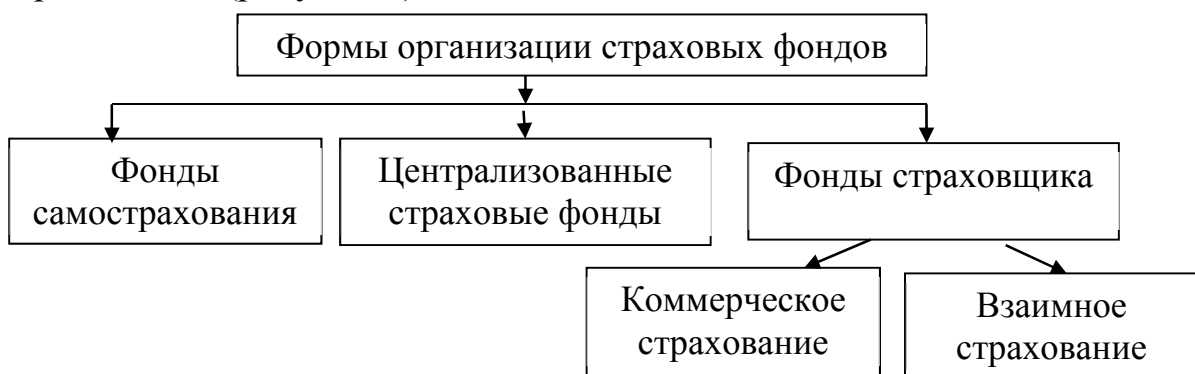 Формы организации страховых фондов
Фонды
самострахования
Централизованные
страховые фонды
Фонды страховщика
Коммерческое
страхование
Взаимное
страхование